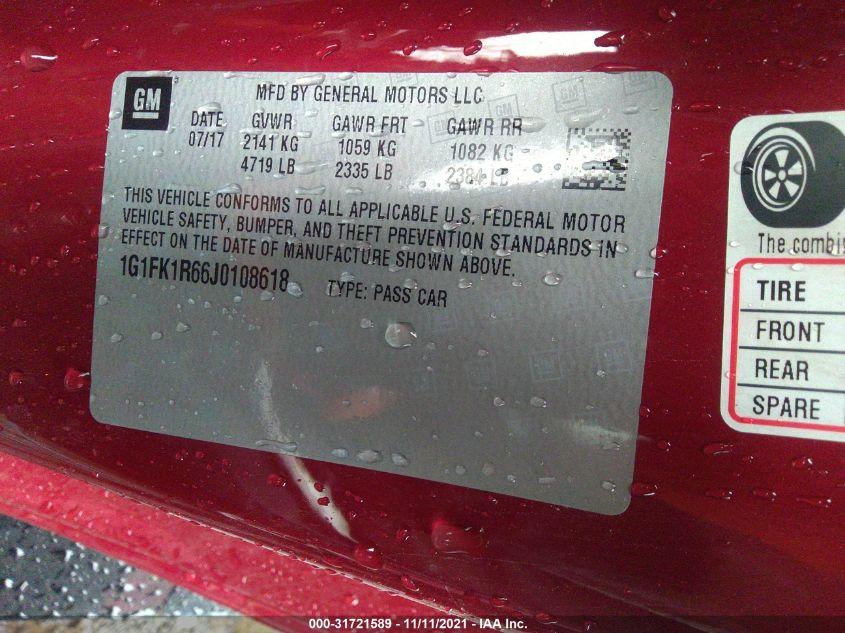 GM
MFD BY GENERAL MOTORS LLC
DATE GVWR GAWR FRT GAWR RR
07/17 2141 KG 1059 KG 1082 KG
4719 LB 2335 LB 2384 LB
THIS VEHICLE CONFORMS TO ALL APPLICABLE U.S. FEDERAL MOTOR
VEHICLE SAFETY, BUMPER, AND THEFT PREVENTION STANDARDS IN
EFFECT ON THE DATE OF MANUFACTURE SHOWN ABOVE.
1G1FK1R66J0108618 TYPE: PASS CAR
The combi
TIRE
FRONT
REAR
SPARE
000-31721589 - 11/11/2021 - IAA Inc.